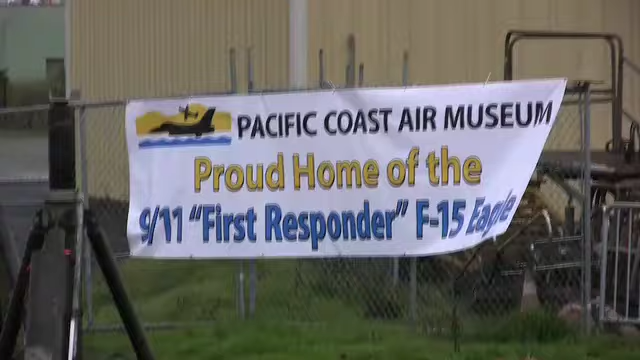 PACIFIC COAST AIR MUSEUM
Proud Home of the
9/11 "First Responder" F-15 Eagle